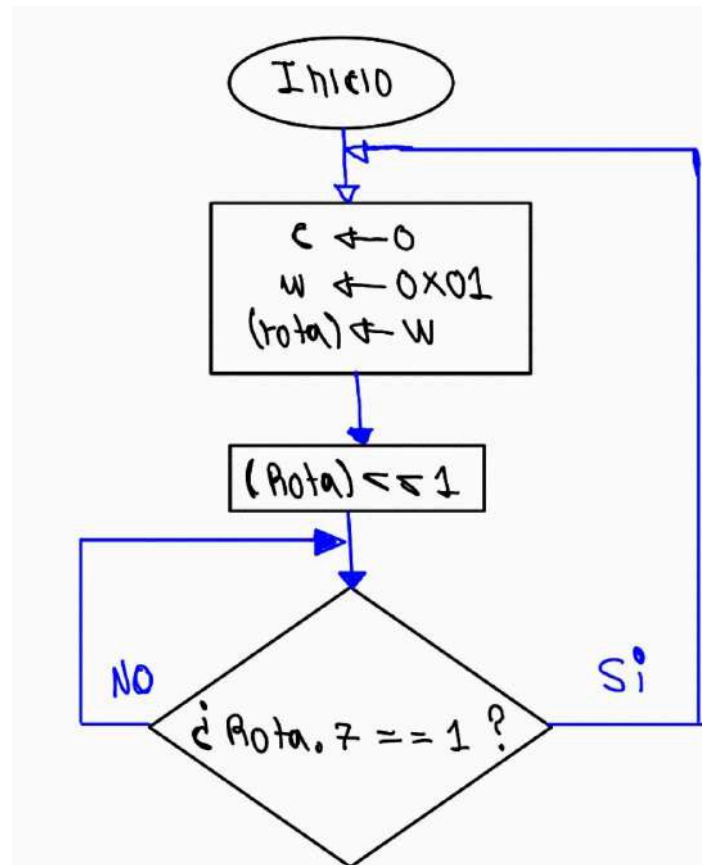 Inicio
c ← 0
w ← 0x01
(rota) ← W
(Rota) << 1
NO
Si
¿ Rota. 7 == 1 ?